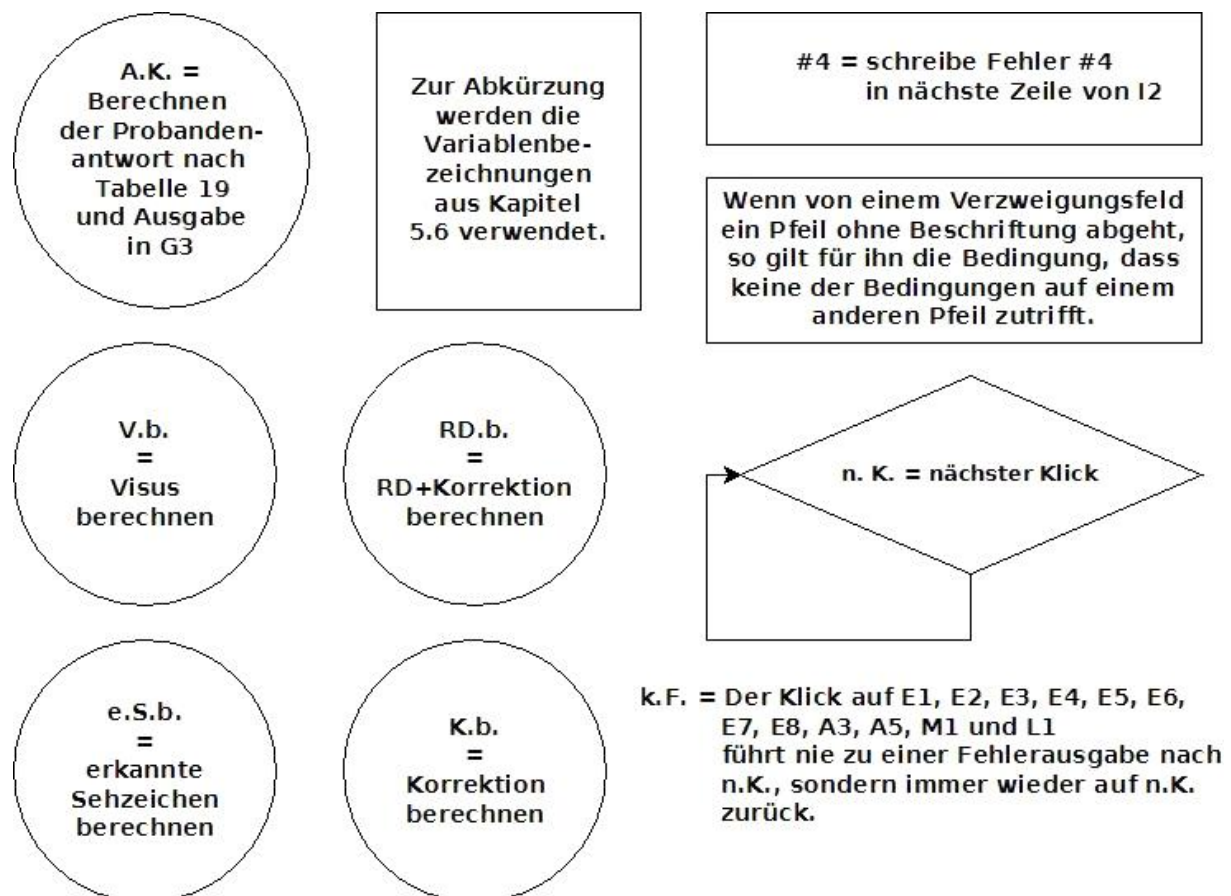 A.K. =
Berechnen
der Probanden-
antwort nach
Tabelle 19
und Ausgabe
in G3
Zur Abkürzung
werden die
Variablenbe-
zeichnungen
aus Kapitel
5.6 verwendet.
#4 = schreibe Fehler #4
in nächste Zeile von I2
Wenn von einem Verzweigungsfeld
ein Pfeil ohne Beschriftung abgeht,
so gilt für ihn die Bedingung, dass
keine der Bedingungen auf einem
anderen Pfeil zutrifft.
V.b.
=
Visus
berechnen
RD.b.
=
RD+Korrektion
berechnen
n. K. = nächster Klick
e.S.b.
=
erkannte
Sehzeichen
berechnen
K.b.
=
Korrektion
berechnen
k.F. = Der Klick auf E1, E2, E3, E4, E5, E6,
E7, E8, A3, A5, M1 und L1
führt nie zu einer Fehlerausgabe nach
n.K., sondern immer wieder auf n.K.
zurück.